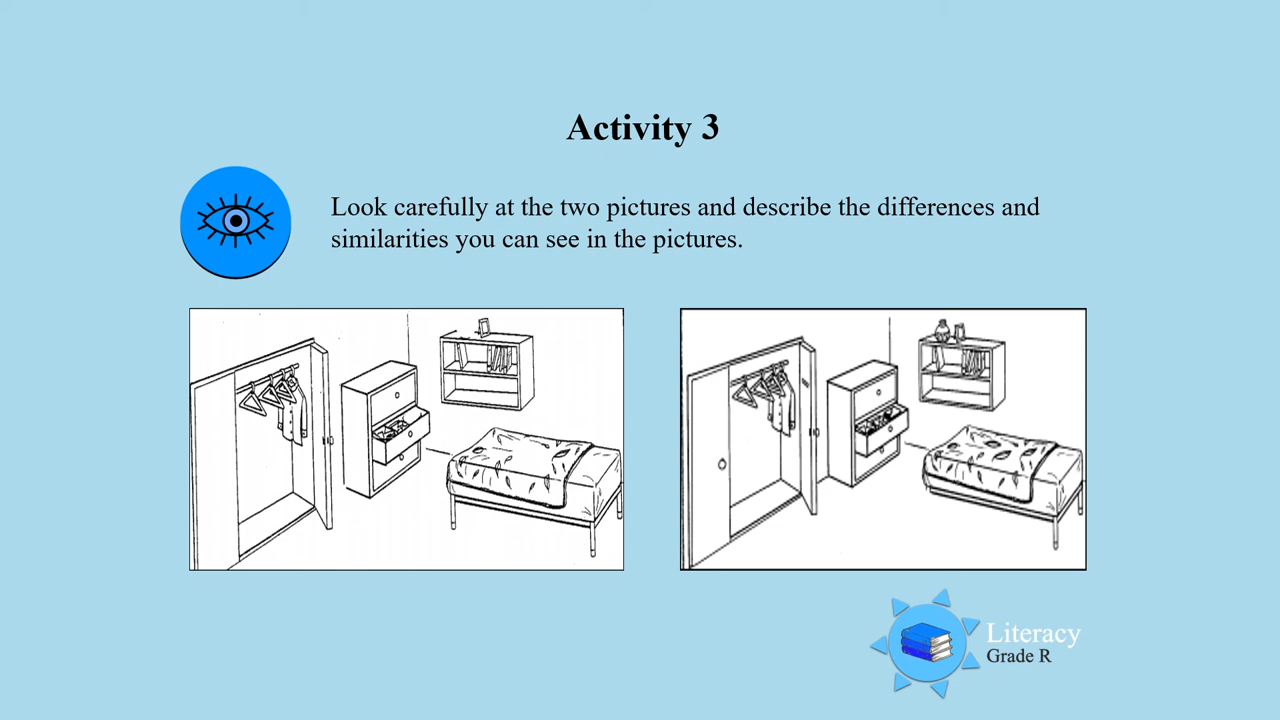 Activity 3
Look carefully at the two pictures and describe the differences and
similarities you can see in the pictures.
Literacy
Grade R